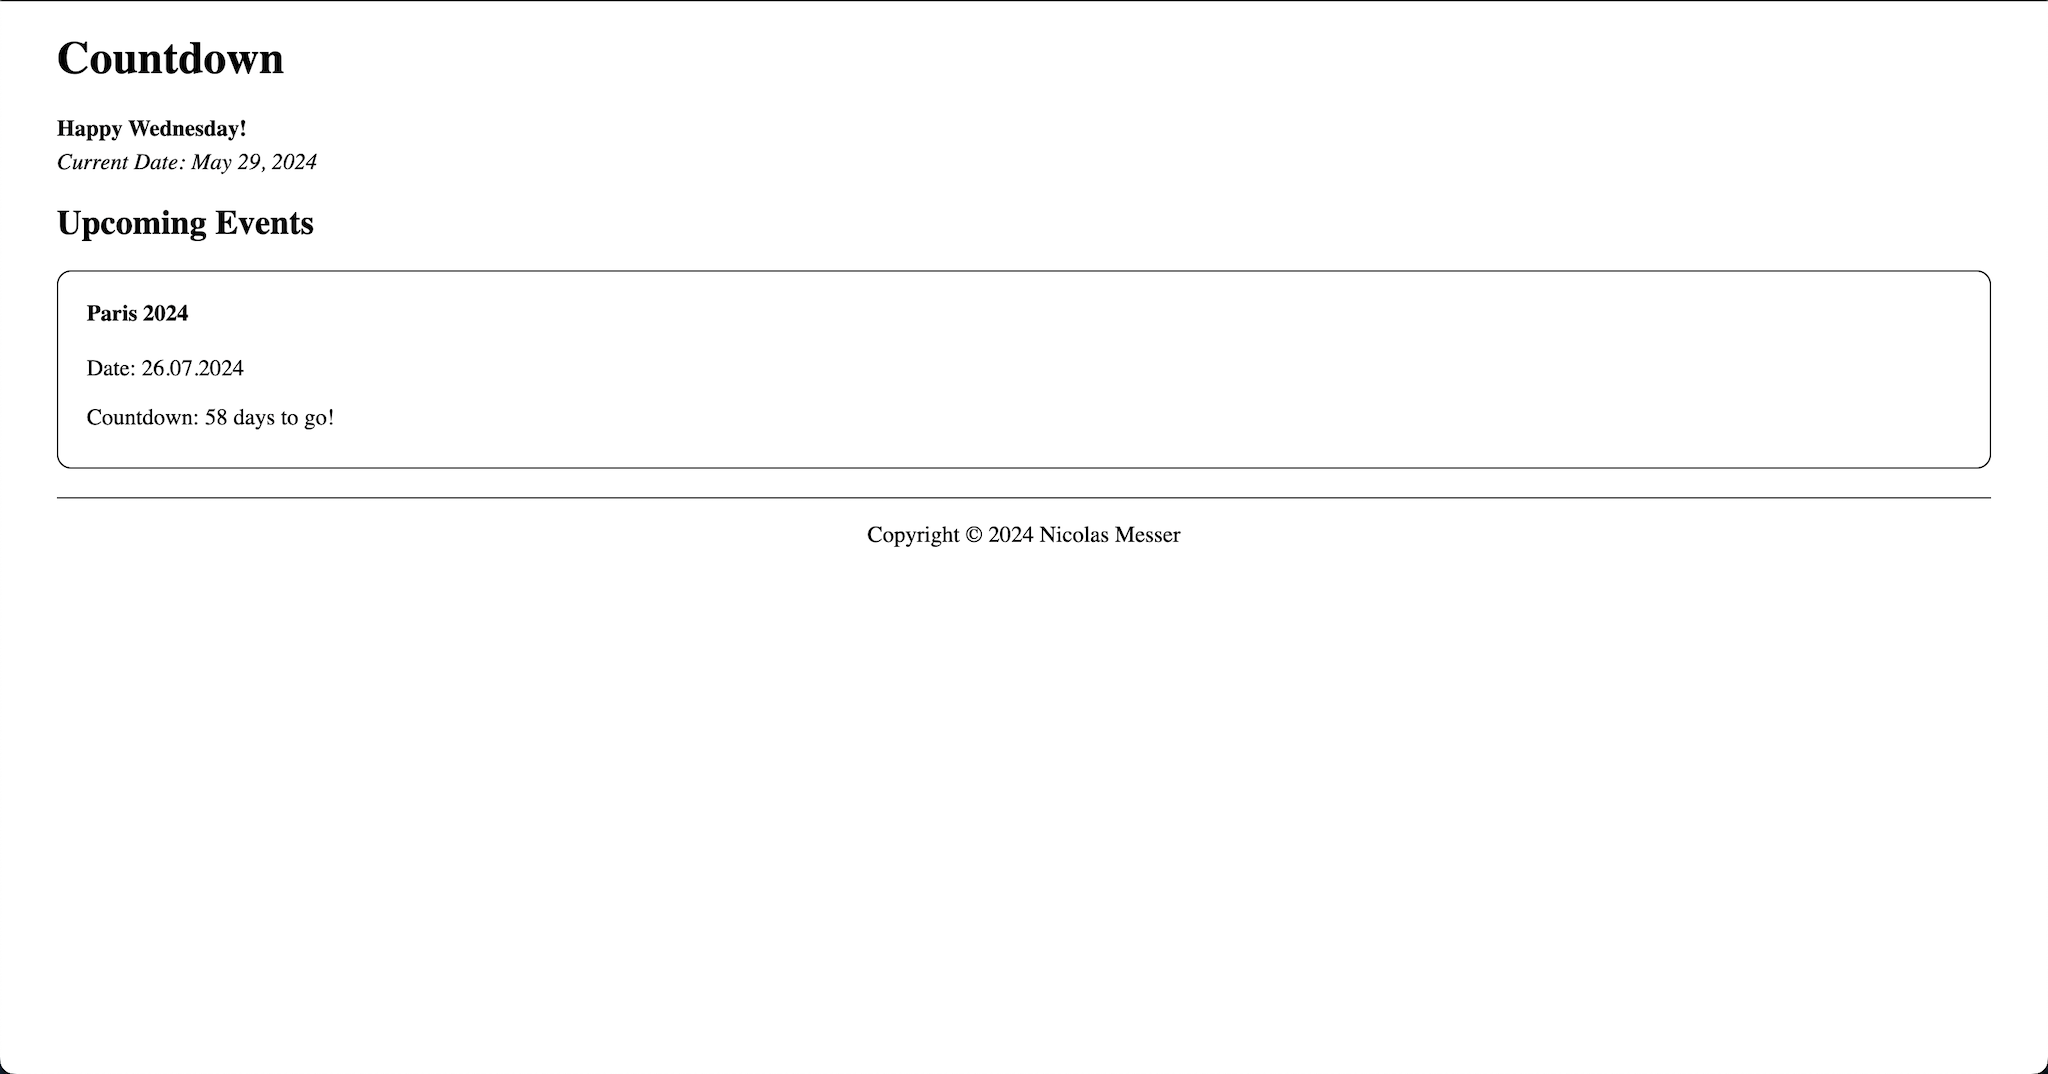 Countdown
Happy Wednesday!
Current Date: May 29, 2024
Upcoming Events
Paris 2024
Date: 26.07.2024
Countdown: 58 days to go!
Copyright © 2024 Nicolas Messer